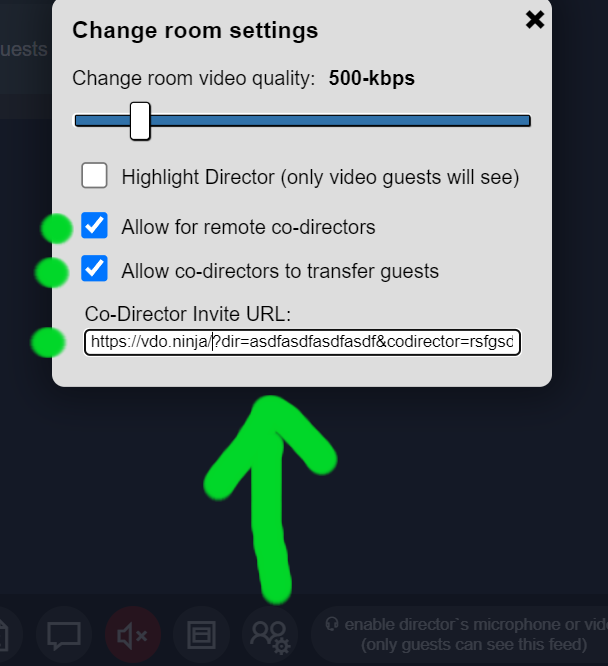 Change room settings
uests
Change room video quality: 500-kbps
Highlight Director (only video guests will see)
Allow for remote co-directors
Allow co-directors to transfer guests
Co-Director Invite URL:
https://vdo.ninja/?dir=asdfasdfasdfasdf&codirector=rsfgsd
enable director`s microphone or vide
(only guests can see this feed)